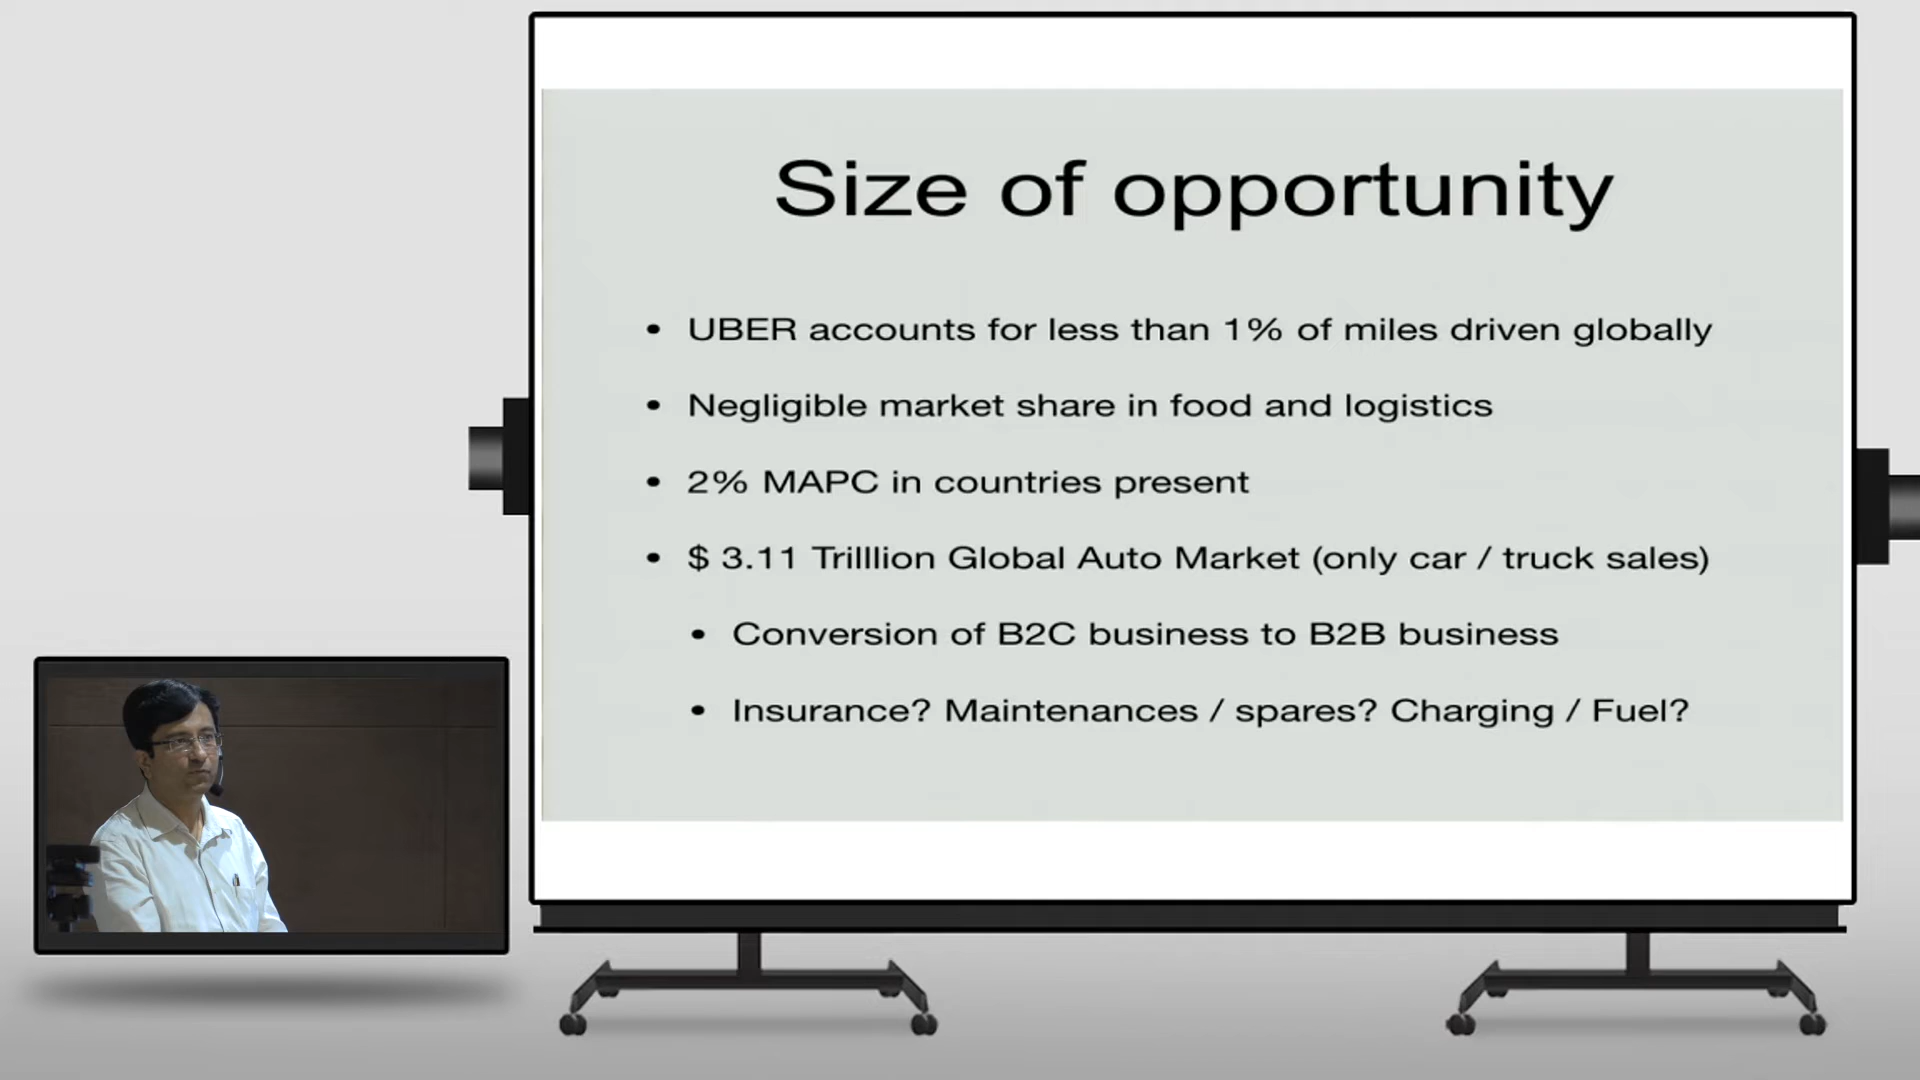 Size of opportunity
• UBER accounts for less than 1% of miles driven globally
• Negligible market share in food and logistics
• 2% MAPC in countries present
• $ 3.11 Trilllion Global Auto Market (only car / truck sales)
• Conversion of B2C business to B2B business
• Insurance? Maintenances / spares? Charging / Fuel?